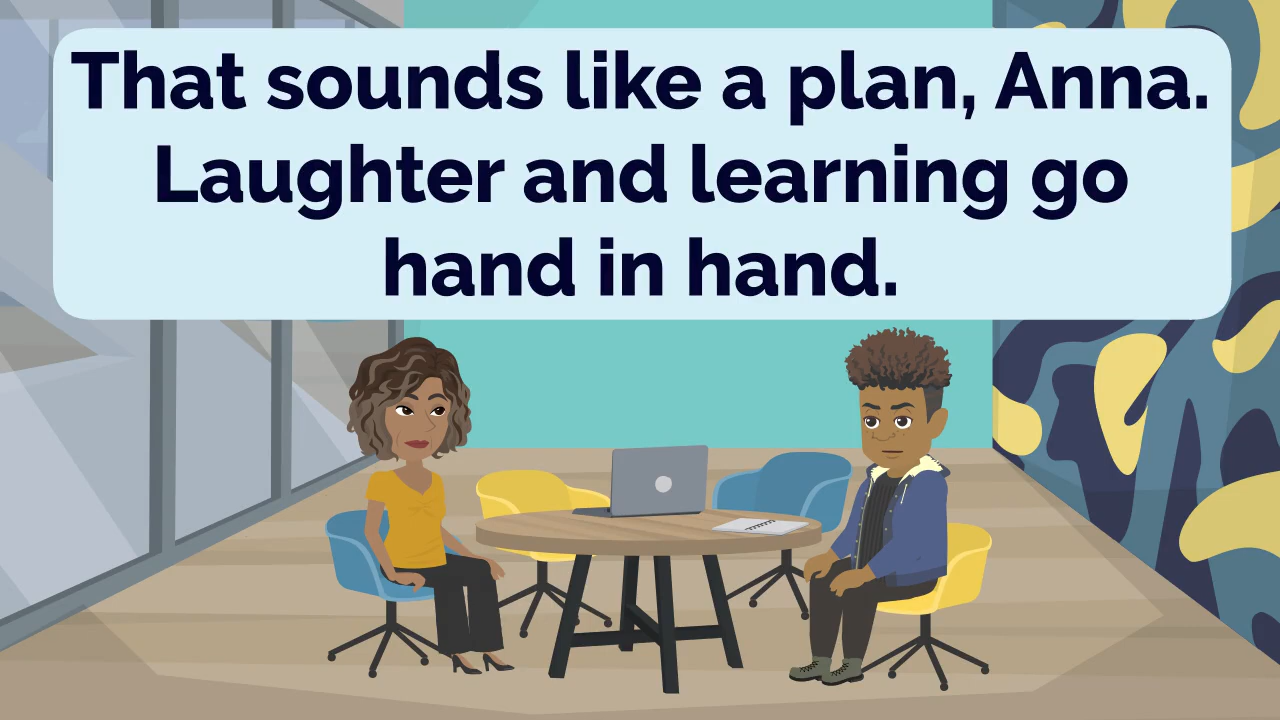 That sounds like a plan, Anna.
Laughter and learning go
hand in hand.